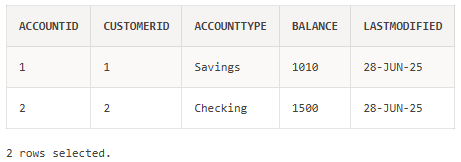 ACCOUNTID CUSTOMERID ACCOUNTTYPE BALANCE LASTMODIFIED
1 1 Savings 1010 28-JUN-25
2 2 Checking 1500 28-JUN-25
2 rows selected.